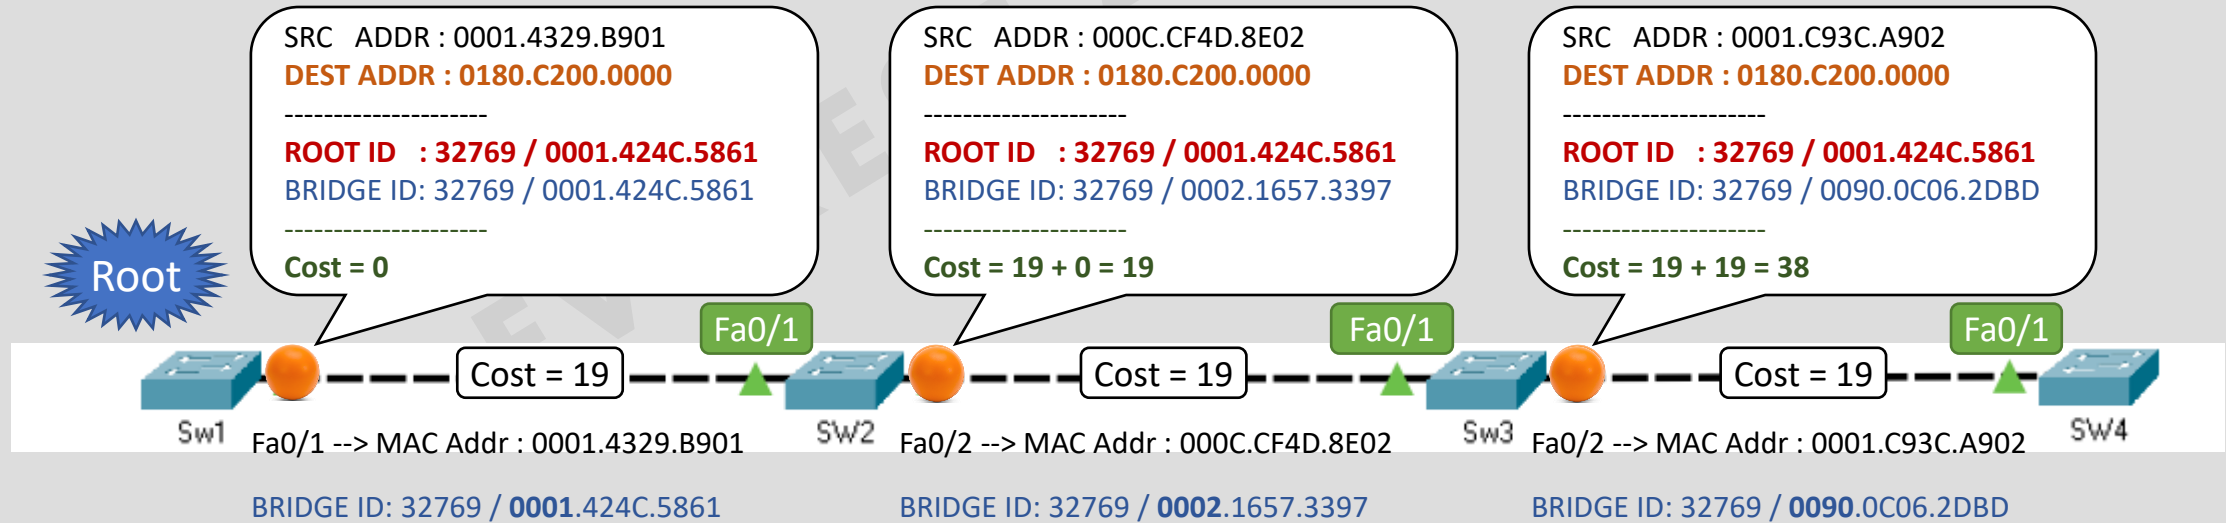 SRC ADDR : 0001.4329.B901
DEST ADDR : 0180.C200.0000
---------------------
ROOT ID : 32769 / 0001.424C.5861
BRIDGE ID: 32769 / 0001.424C.5861
---------------------
Cost = 0
SRC ADDR : 000C.CF4D.8E02
DEST ADDR : 0180.C200.0000
---------------------
ROOT ID : 32769 / 0001.424C.5861
BRIDGE ID: 32769 / 0002.1657.3397
---------------------
Cost = 19 + 0 = 19
SRC ADDR : 0001.C93C.A902
DEST ADDR : 0180.C200.0000
---------------------
ROOT ID : 32769 / 0001.424C.5861
BRIDGE ID: 32769 / 0090.0C06.2DBD
---------------------
Cost = 19 + 19 = 38
Root
Fa0/1
Fa0/1
Fa0/1
Cost = 19
Cost = 19
Cost = 19
Sw1
SW2
Sw3
SW4
Fa0/1 --> MAC Addr : 0001.4329.B901
Fa0/2 --> MAC Addr : 000C.CF4D.8E02
Fa0/2 --> MAC Addr : 0001.C93C.A902
BRIDGE ID: 32769 / 0001.424C.5861
BRIDGE ID: 32769 / 0002.1657.3397
BRIDGE ID: 32769 / 0090.0C06.2DBD